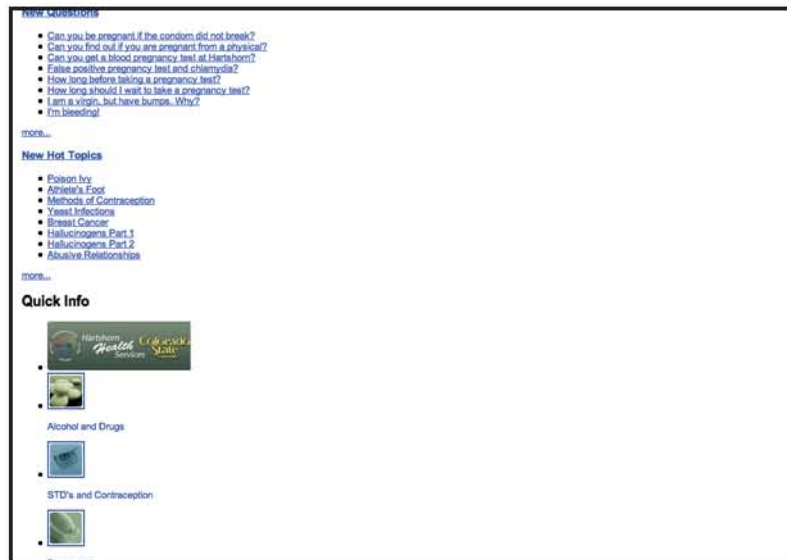 New Questions
Can you be pregnant if the condom did not break?
Can you find out if you are pregnant from a physical?
Can you get a blood pregnancy test at Hartshorn?
False positive pregnancy test and chlamydia?
How long before taking a pregnancy test?
How long should I wait to take a pregnancy test?
I am a virgin, but have bumps. Why?
I'm bleeding!
more...
New Hot Topics
Poison Ivy
Athlete's Foot
Methods of Contraception
Yeast Infections
Breast Cancer
Hallucinogens Part 1
Hallucinogens Part 2
Abusive Relationships
more...
Quick Info
Hartshorn
Health
Services
Colorado
State
Alcohol and Drugs
STD's and Contraception